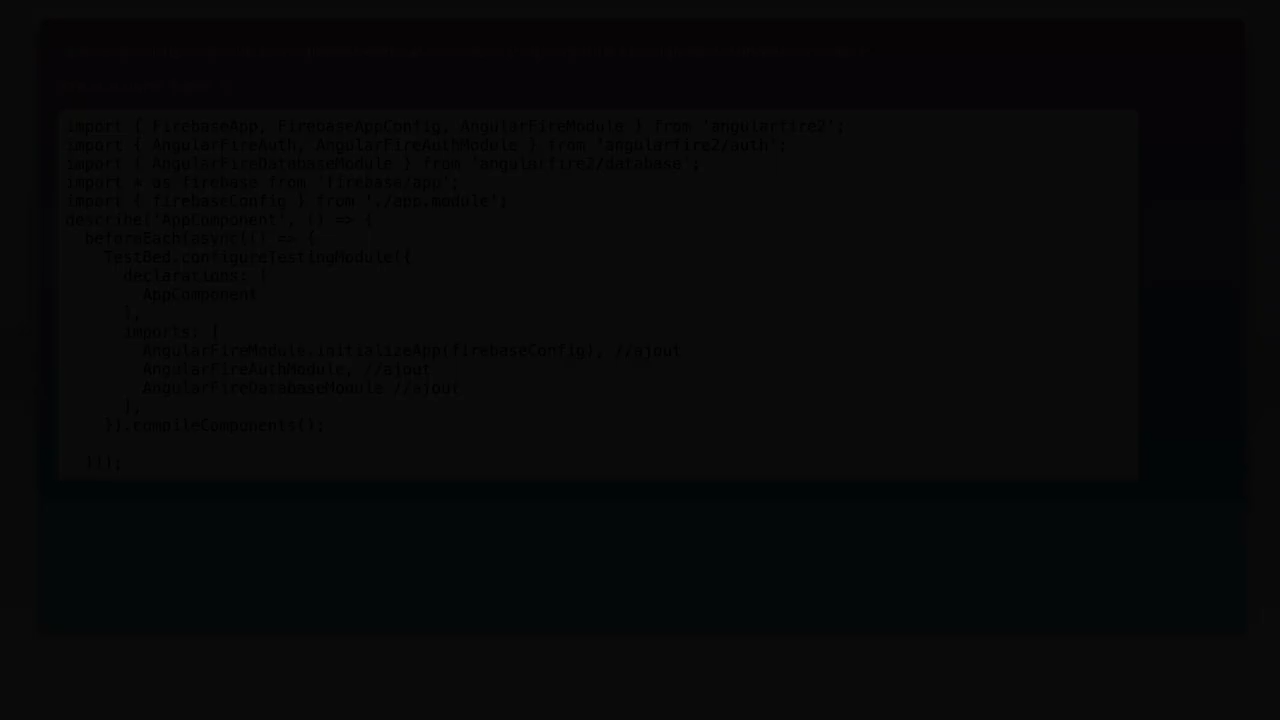 import { FirebaseApp, FirebaseAppConfig, AngularFireModule } from 'angularfire2';
import { AngularFireAuth, AngularFireAuthModule } from 'angularfire2/auth';
import { AngularFireDatabaseModule } from 'angularfire2/database';
import * as firebase from 'firebase/app';
import { firebaseConfig } from './app.module';
describe('AppComponent', () => {
beforeEach(async(() => {
TestBed.configureTestingModule({
declarations: [
AppComponent
],
imports: [
AngularFireModule.initializeApp(firebaseConfig), //ajout
AngularFireAuthModule, //ajout
AngularFireDatabaseModule //ajout
],
}).compileComponents();
}));